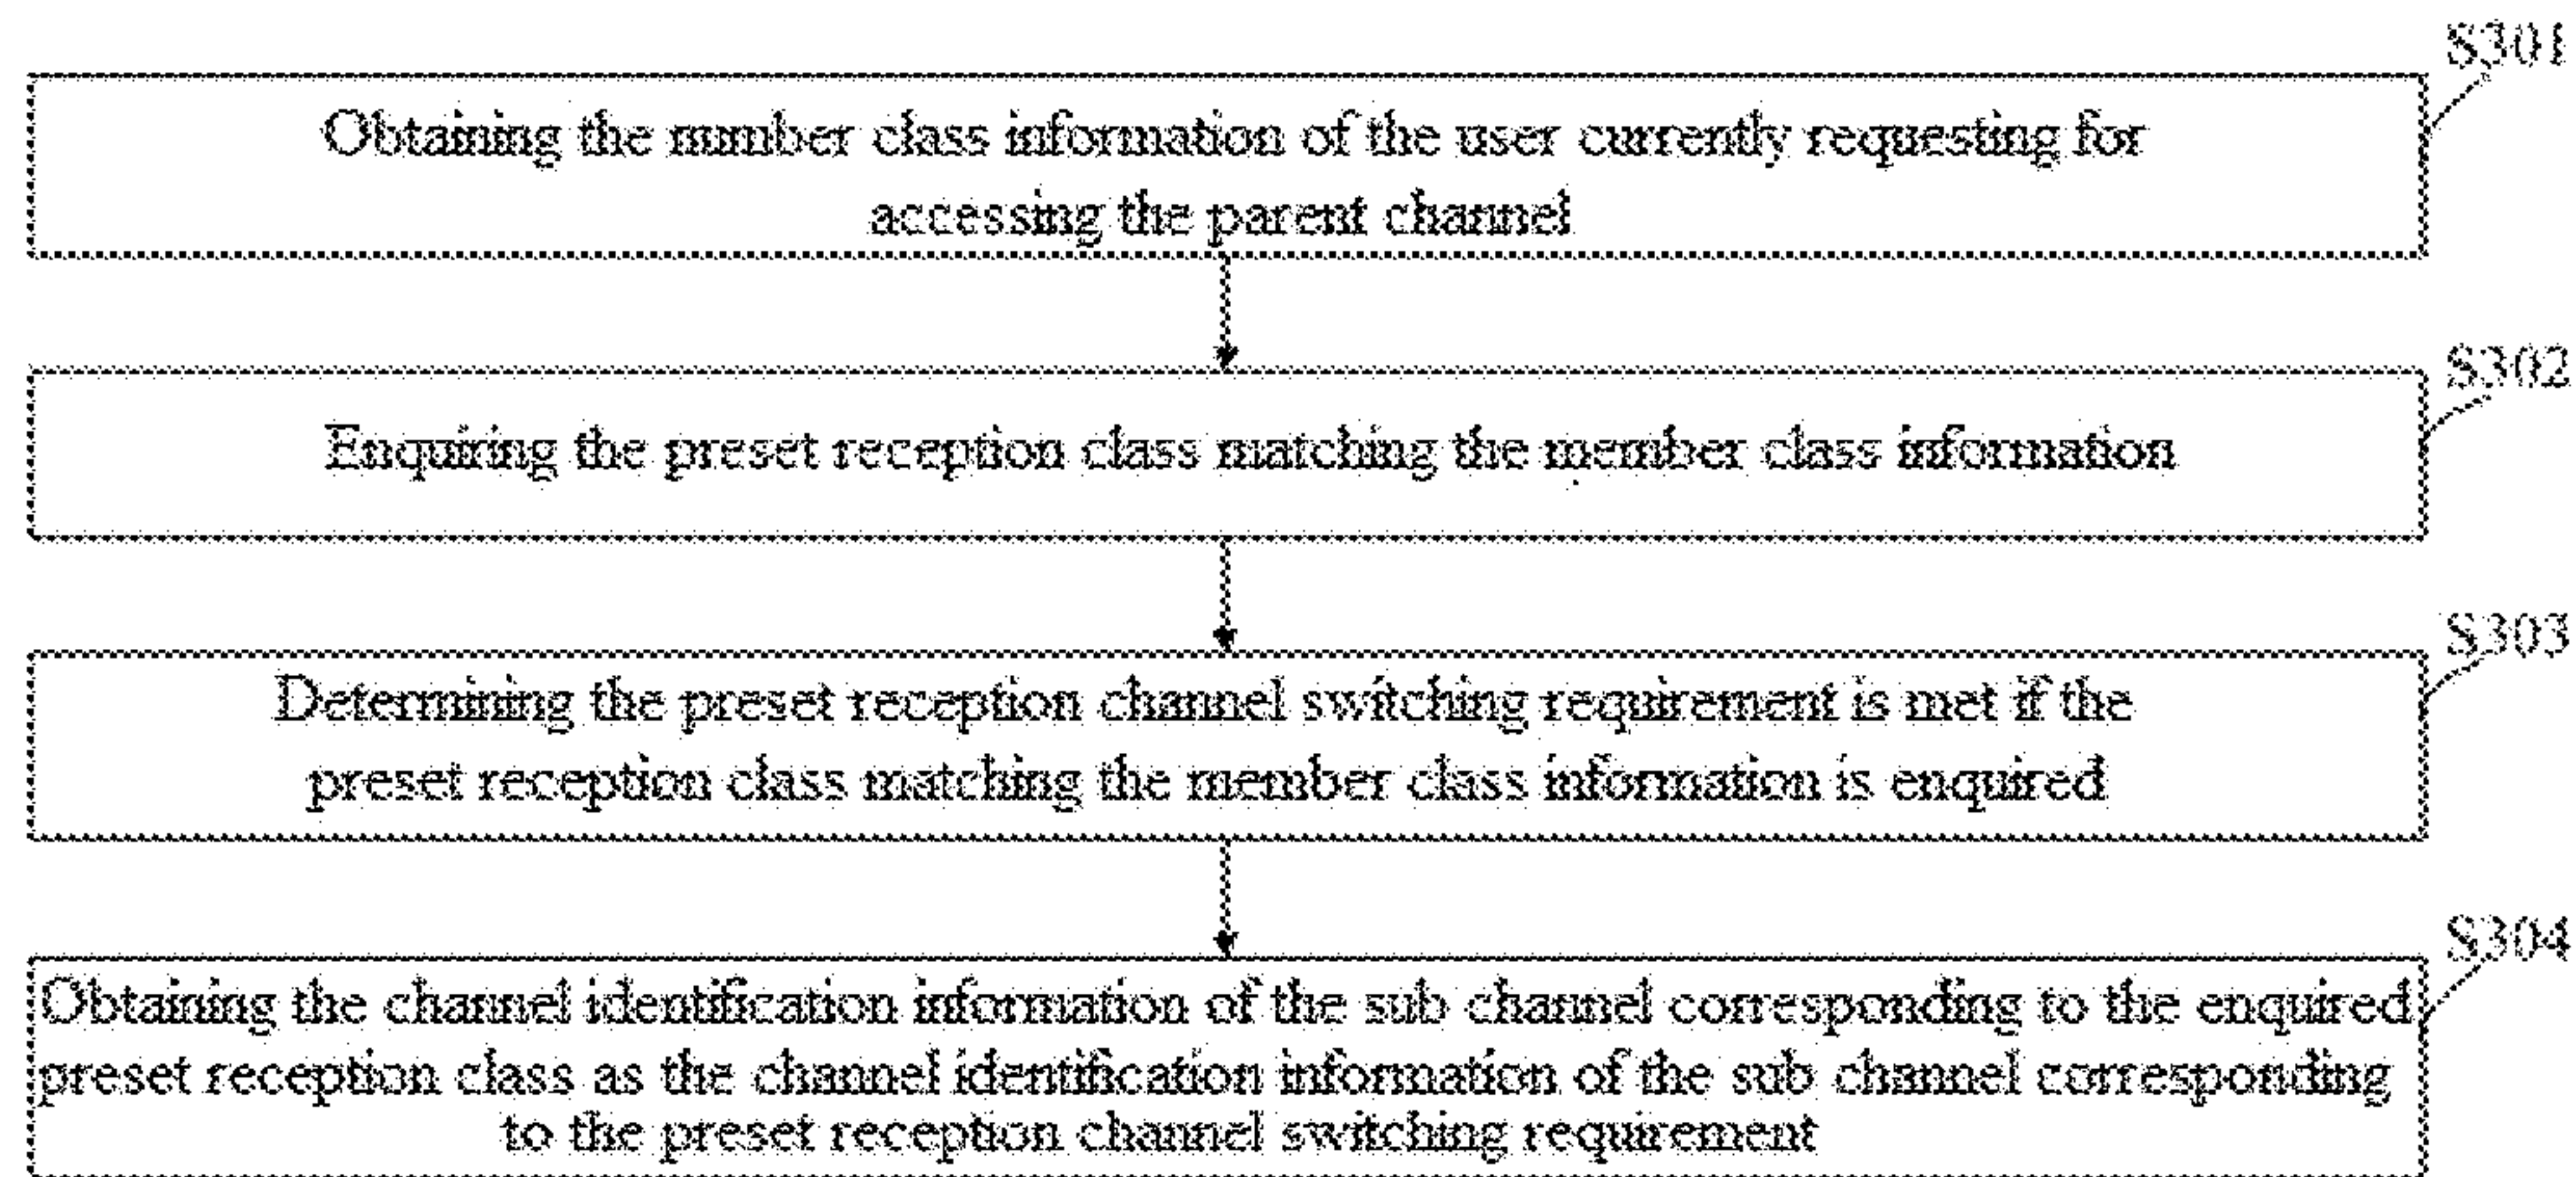 S301
Obtaining the number class information of the user currently requesting for
accessing the parent channel
S302
Enquiring the preset reception class matching the member class information
S303
Determining the preset reception channel switching requirement is met if the
preset reception class matching the member class information is enquired
S304
Obtaining the channel identification information of the sub channel corresponding to the enquired
preset reception class as the channel identification information of the sub channel corresponding
to the preset reception channel switching requirement